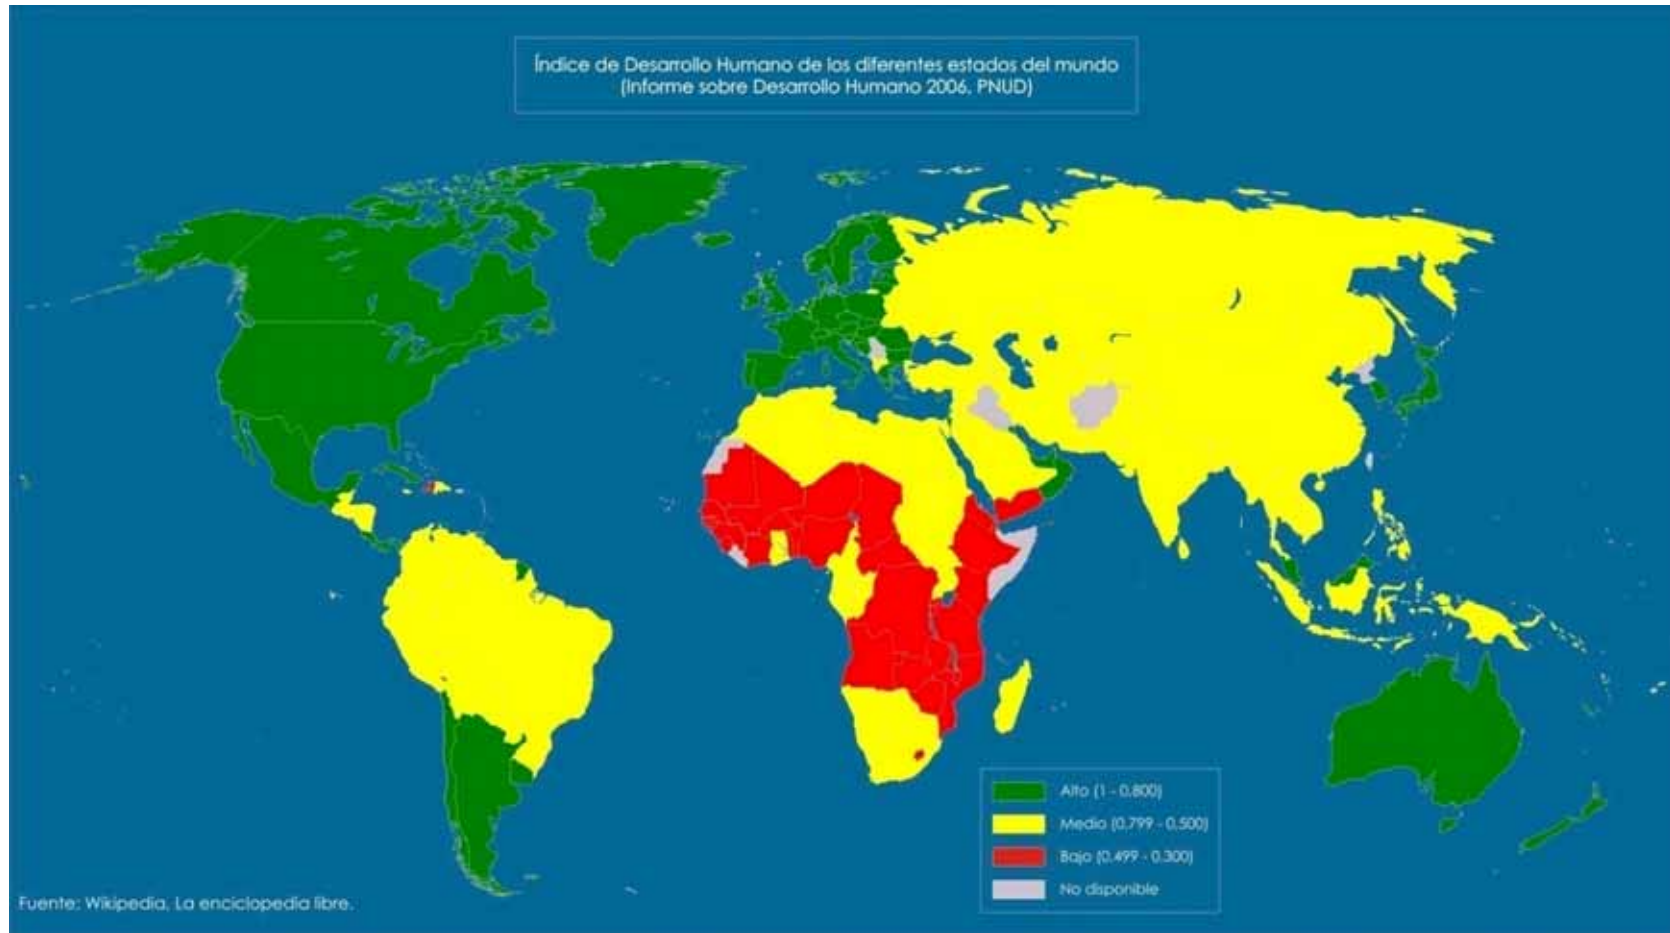 Índice de Desarrollo Humano de los diferentes estados del mundo
(Informe sobre Desarrollo Humano 2006, PNUD)
Alto (1 - 0,800)
Medio (0,799 - 0,500)
Bajo (0,499 - 0,300)
No disponible
Fuente: Wikipedia, La enciclopedia libre.